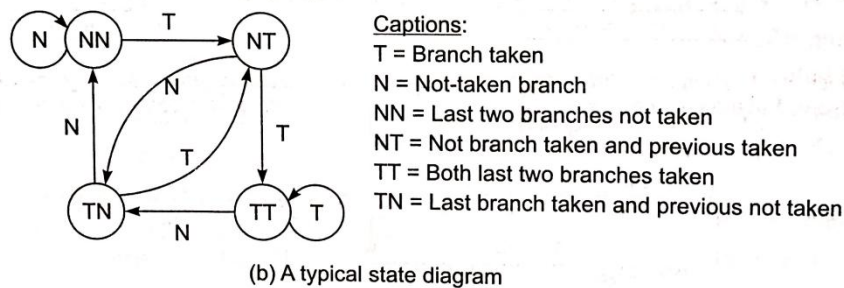 N NN T NT
N
N T T
TN TT T
N
Captions:
T = Branch taken
N = Not-taken branch
NN = Last two branches not taken
NT = Not branch taken and previous taken
TT = Both last two branches taken
TN = Last branch taken and previous not taken
(b) A typical state diagram